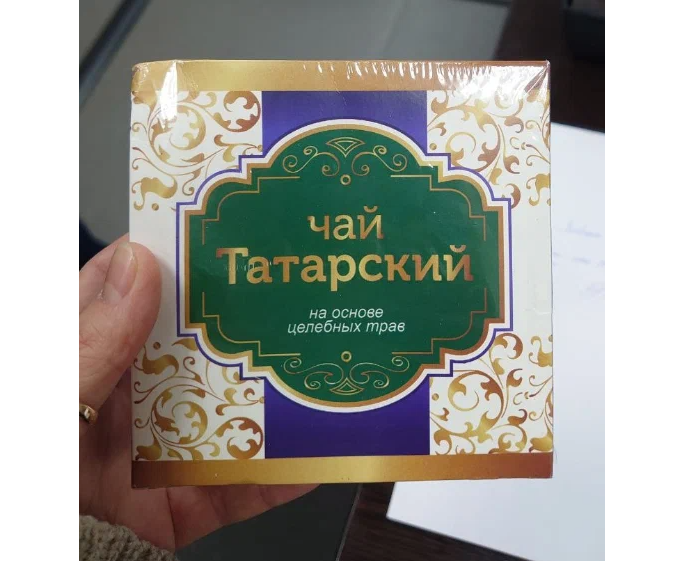 чай
Татарский
на основе
целебных трав